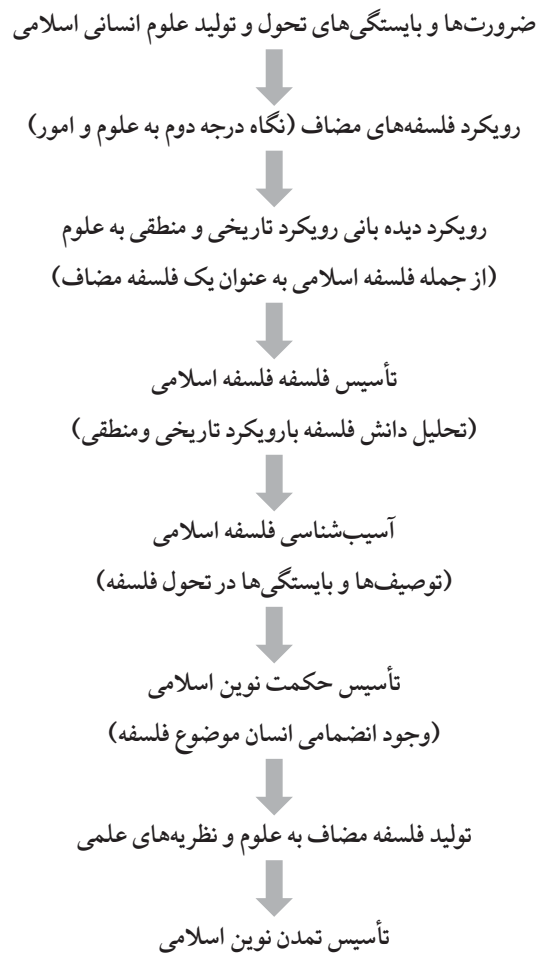 ضرورت‌ها و بایستگی‌های تحول و تولید علوم انسانی اسلامی
رویکرد فلسفه‌های مضاف (نگاه درجه دوم به علوم و امور)
رویکرد دیده بانی رویکرد تاریخی و منطقی به علوم
(از جمله فلسفه اسلامی به عنوان یک فلسفه مضاف)
تأسیس فلسفه فلسفه اسلامی
(تحلیل دانش فلسفه بارویکرد تاریخی ومنطقی)
آسیب‌شناسی فلسفه اسلامی
(توصیف‌ها و بایستگی‌ها در تحول فلسفه)
تأسیس حکمت نوین اسلامی
(وجود انضمامی انسان موضوع فلسفه)
تولید فلسفه مضاف به علوم و نظریه‌های علمی
تأسیس تمدن نوین اسلامی